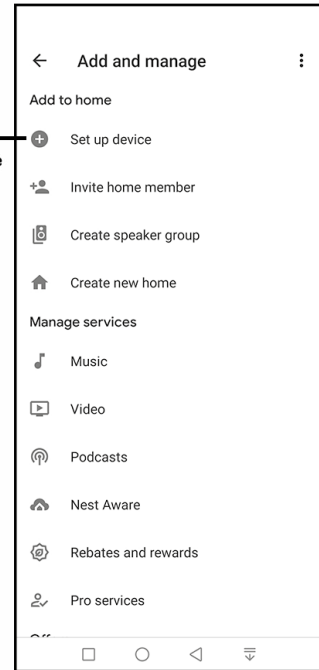 Add and manage
Add to home
Set up device
Invite home member
Create speaker group
Create new home
Manage services
Music
Video
Podcasts
Nest Aware
Rebates and rewards
Pro services